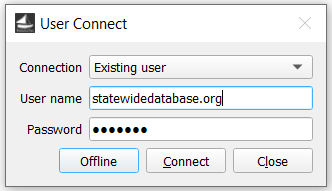 User Connect
Connection Existing user
User name statewidedatabase.org
Password ●●●●●●●
Offline Connect Close